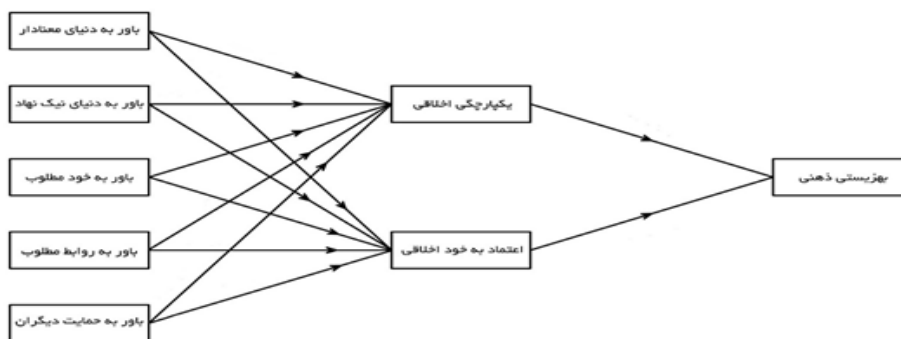 باور به دنیای معنادار
باور به دنیای نیک نهاد
باور به خود مطلوب
باور به روابط مطلوب
باور به حمایت دیگران
یکپارچگی اخلاقی
اعتماد به خود اخلاقی
بهزیستی ذهنی